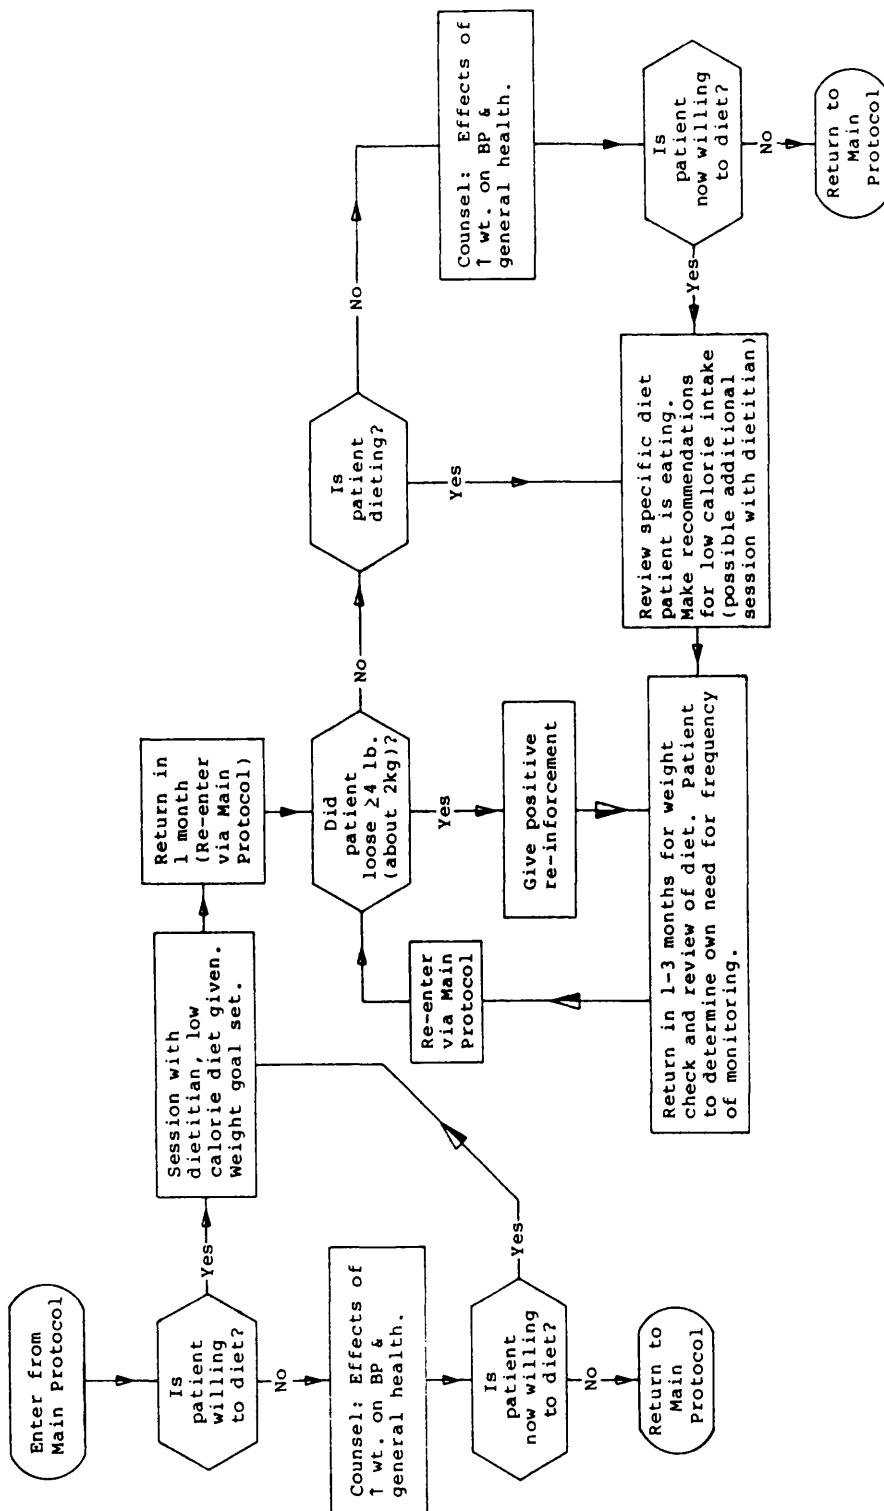 Enter from
Main Protocol
Is
patient
willing
to diet?
Yes
No
Counsel: Effects of
↑ wt. on BP &
general health.
Is
patient
now willing
to diet?
Yes
No
Return to
Main
Protocol
Session with
dietitian, low
calorie diet given.
Weight goal set.
Return in
1 month
(Re-enter
via Main
Protocol)
Did
patient
loose ≥4 lb.
(about 2kg)?
No
Yes
Give positive
re-inforcement
Re-enter
via Main
Protocol
Return in 1-3 months for weight
check and review of diet. Patient
to determine own need for frequency
of monitoring.
Is
patient
dieting?
No
Yes
Review specific diet
patient is eating.
Make recommendations
for low calorie intake
(possible additional
session with dietitian)
Counsel: Effects of
↑ wt. on BP &
general health.
Is
patient
now willing
to diet?
Yes
No
Return to
Main
Protocol